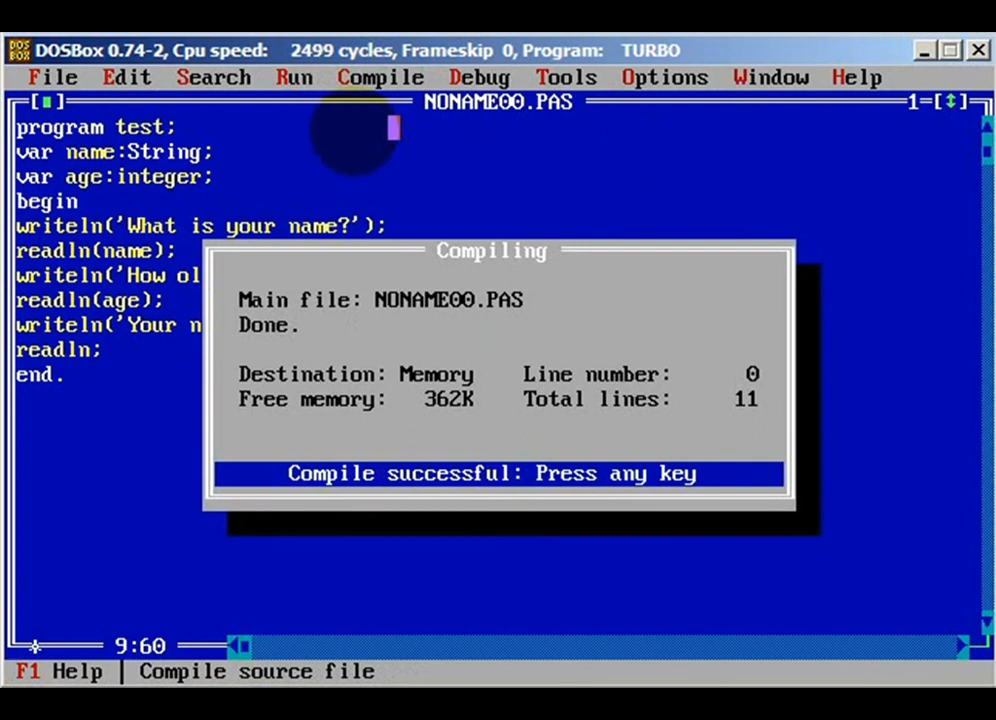 DOSBox 0.74-2, Cpu speed: 2499 cycles, Frameskip 0, Program: TURBO
File Edit Search Run Compile Debug Tools Options Window Help
NONAME00.PAS 1
program test;
var name:String;
var age:integer;
begin
writeln('What is your name?');
readln(name);
writeln('How ol
readln(age);
writeln('Your n
readln;
end.
Compiling
Main file: NONAME00.PAS
Done.
Destination: Memory Line number: 0
Free memory: 362K Total lines: 11
Compile successful: Press any key
9:60
F1 Help | Compile source file